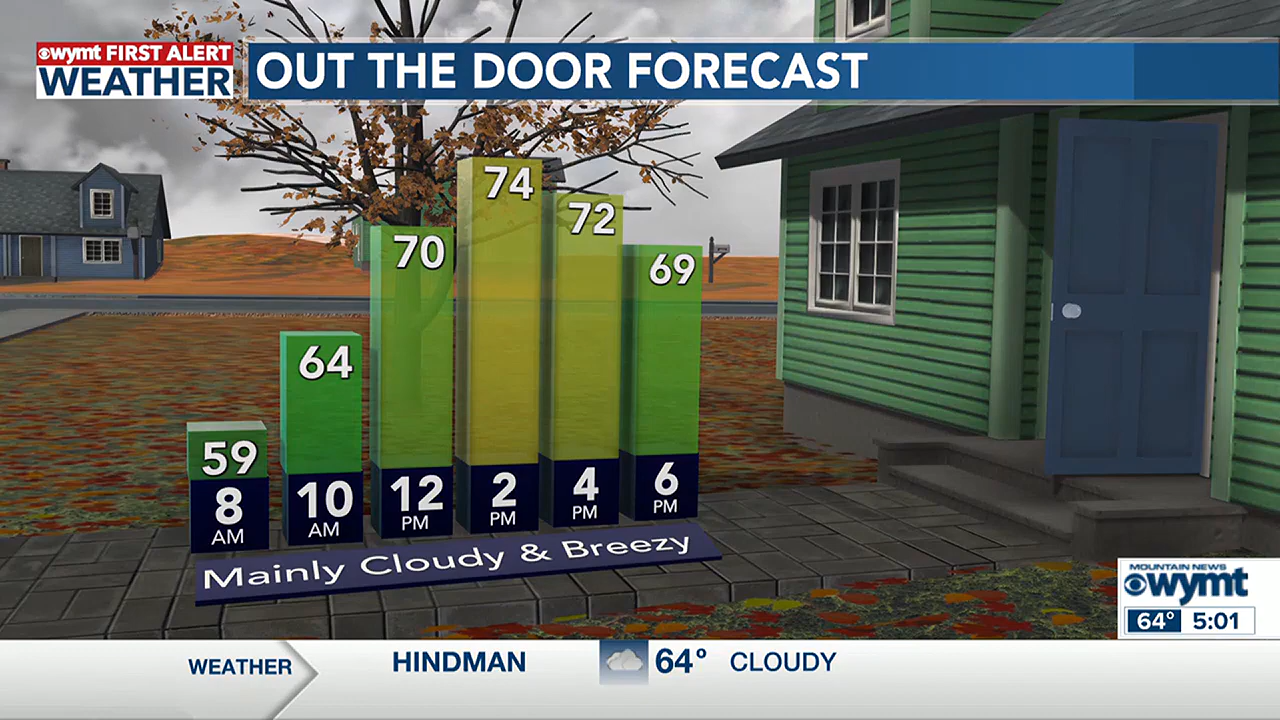 wymt FIRST ALERT
WEATHER
OUT THE DOOR FORECAST
59
64
70
74
72
69
8
AM
10
AM
12
PM
2
PM
4
PM
6
PM
Mainly Cloudy & Breezy
MOUNTAIN NEWS
wymt
64° 5:01
WEATHER
HINDMAN 64° CLOUDY